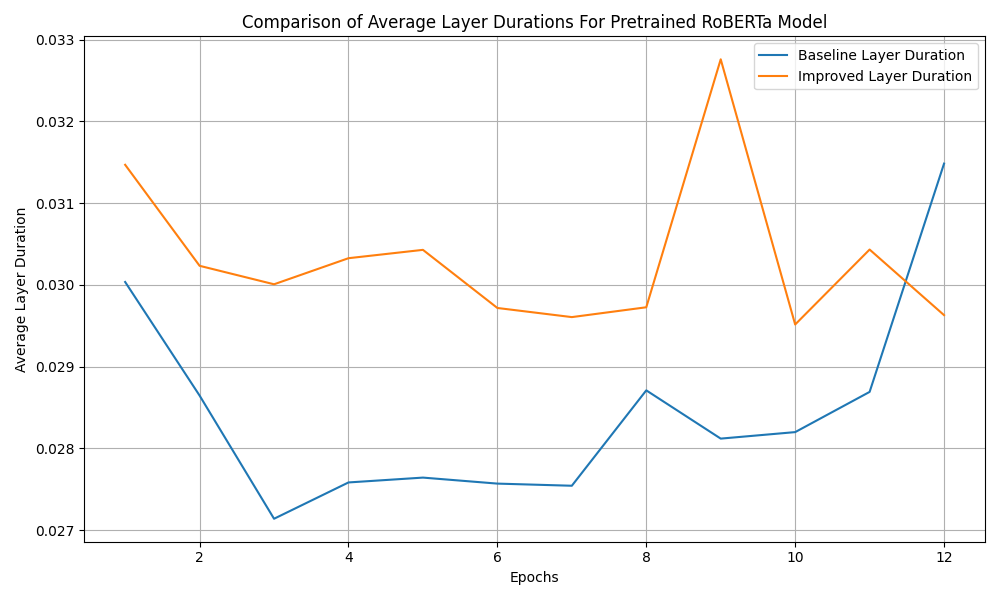 Comparison of Average Layer Durations For Pretrained RoBERTa Model
Baseline Layer Duration
Improved Layer Duration
Average Layer Duration
0.033
0.032
0.031
0.030
0.029
0.028
0.027
2 4 6 8 10 12
Epochs